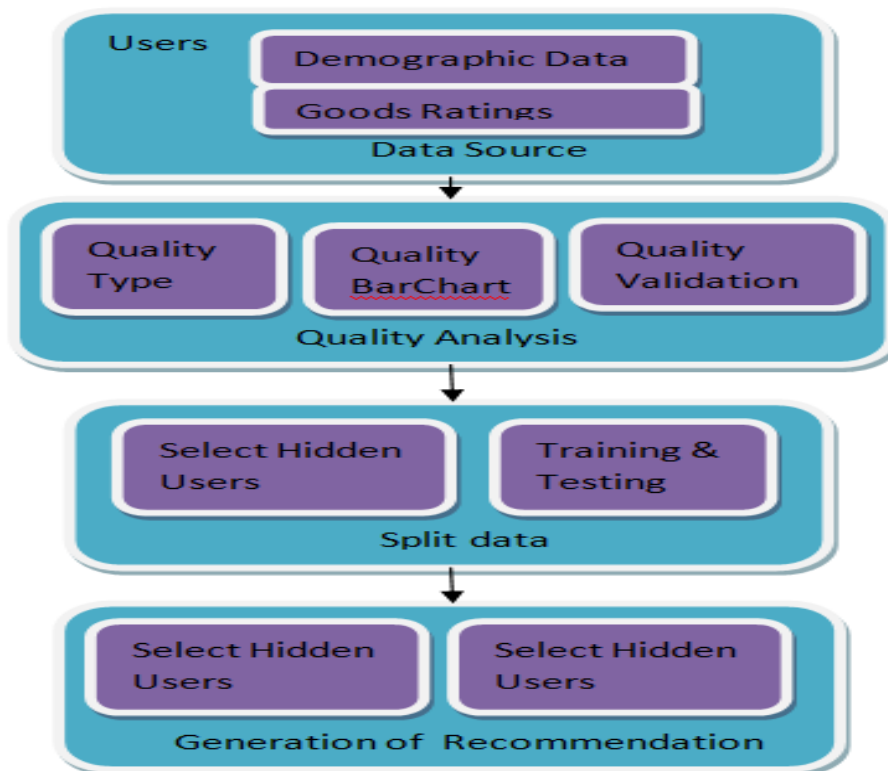 Users
Demographic Data
Goods Ratings
Data Source
Quality
Type
Quality
BarChart
Quality
Validation
Quality Analysis
Select Hidden
Users
Training &
Testing
Split data
Select Hidden
Users
Select Hidden
Users
Generation of Recommendation